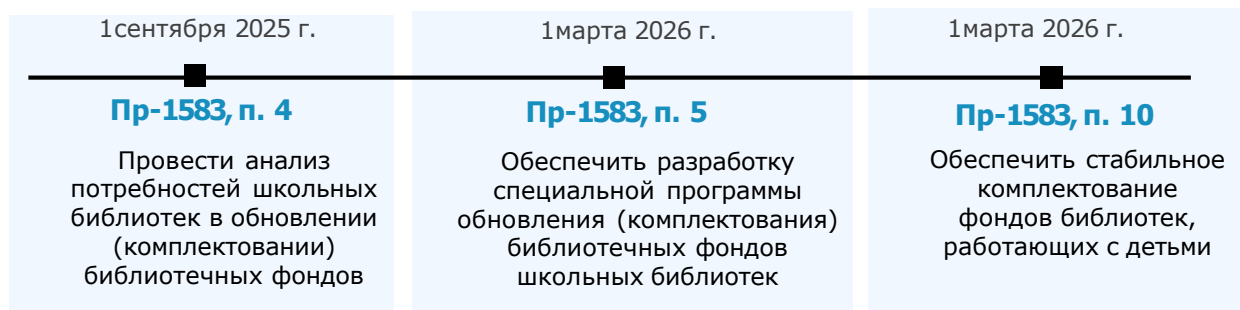 1сентября 2025 г.
Пр-1583, п. 4
Провести анализ
потребностей школьных
библиотек в обновлении
(комплектовании)
библиотечных фондов
1марта 2026 г.
Пр-1583, п. 5
Обеспечить разработку
специальной программы
обновления (комплектования)
библиотечных фондов
школьных библиотек
1марта 2026 г.
Пр-1583, п. 10
Обеспечить стабильное
комплектование
фондов библиотек,
работающих с детьми